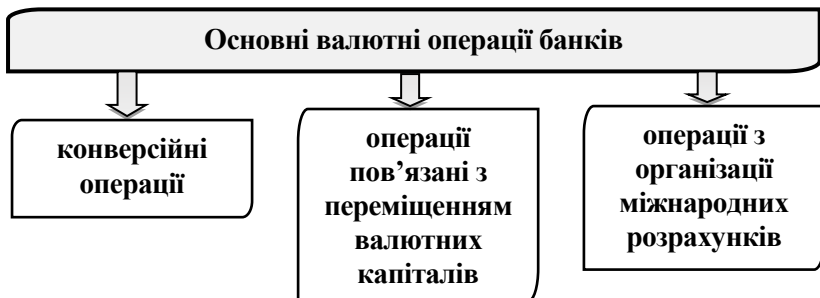 Основні валютні операції банків
конверсійні
операції
операції
пов’язані з
переміщенням
валютних
капіталів
операції з
організації
міжнародних
розрахунків